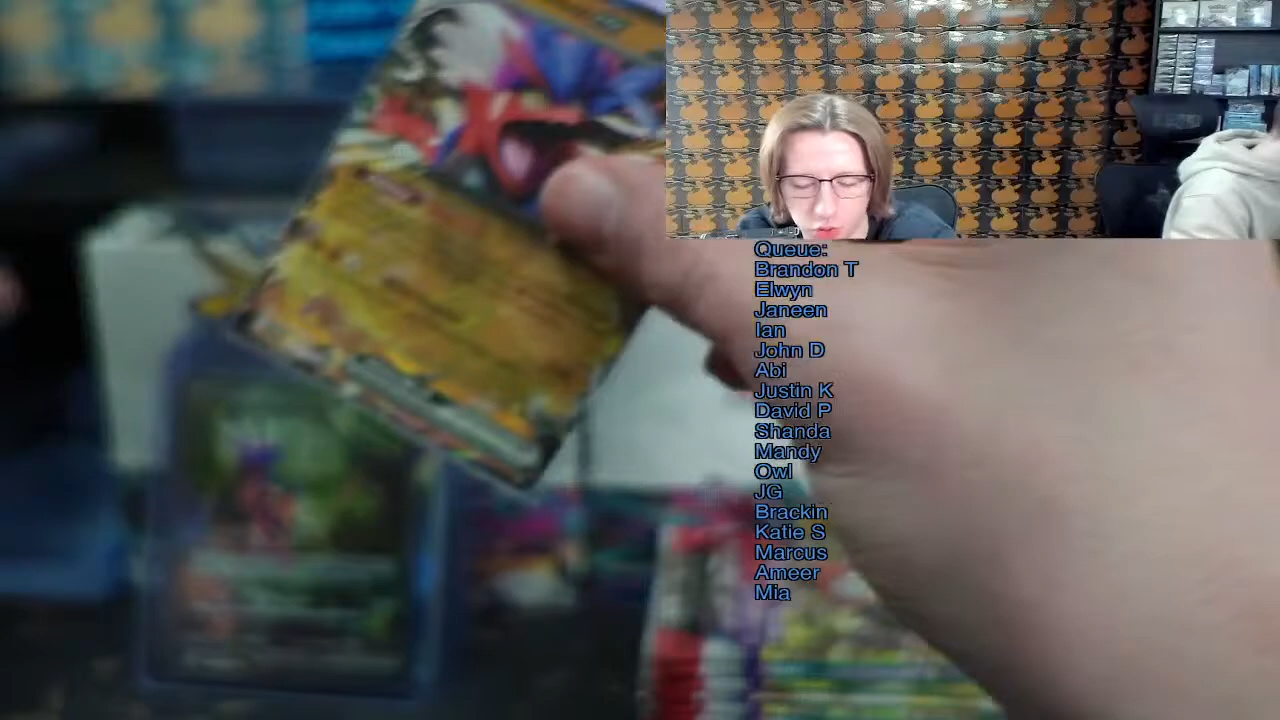 Queue:
Brandon T
Elwyn
Janeen
Ian
John D
Abi
Justin K
David P
Shanda
Mandy
Owl
JG
Brackin
Katie S
Marcus
Ameer
Mia